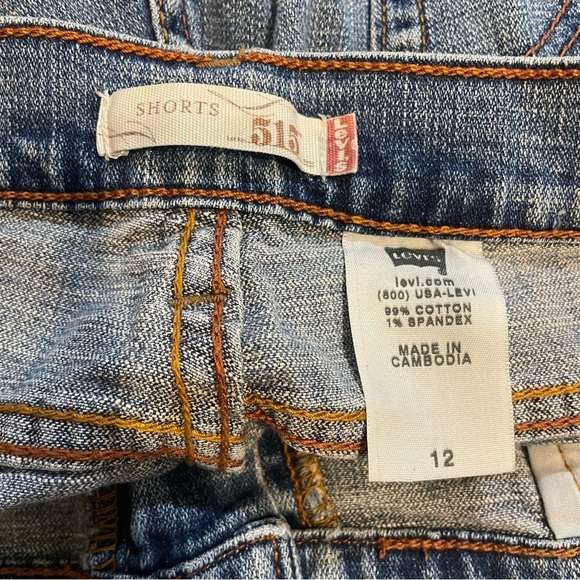 SHORTS
515
Levi's
Levi's
levi.com
(800) USA-LEVI
99% COTTON
1% SPANDEX
MADE IN
CAMBODIA
12